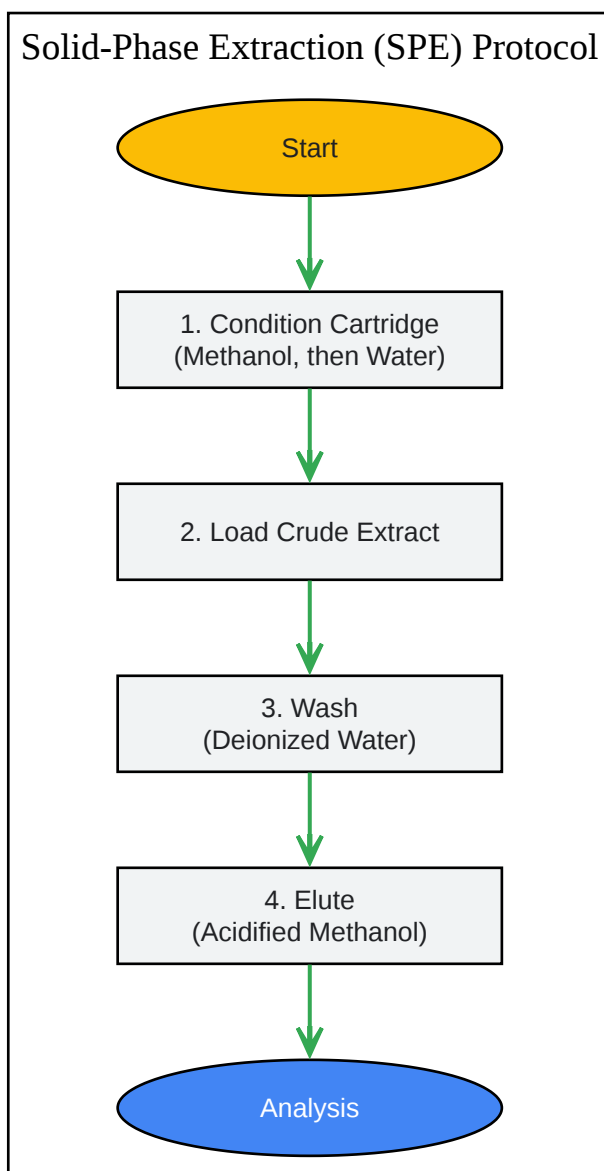 Solid-Phase Extraction (SPE) Protocol
Start
1. Condition Cartridge
(Methanol, then Water)
2. Load Crude Extract
3. Wash
(Deionized Water)
4. Elute
(Acidified Methanol)
Analysis